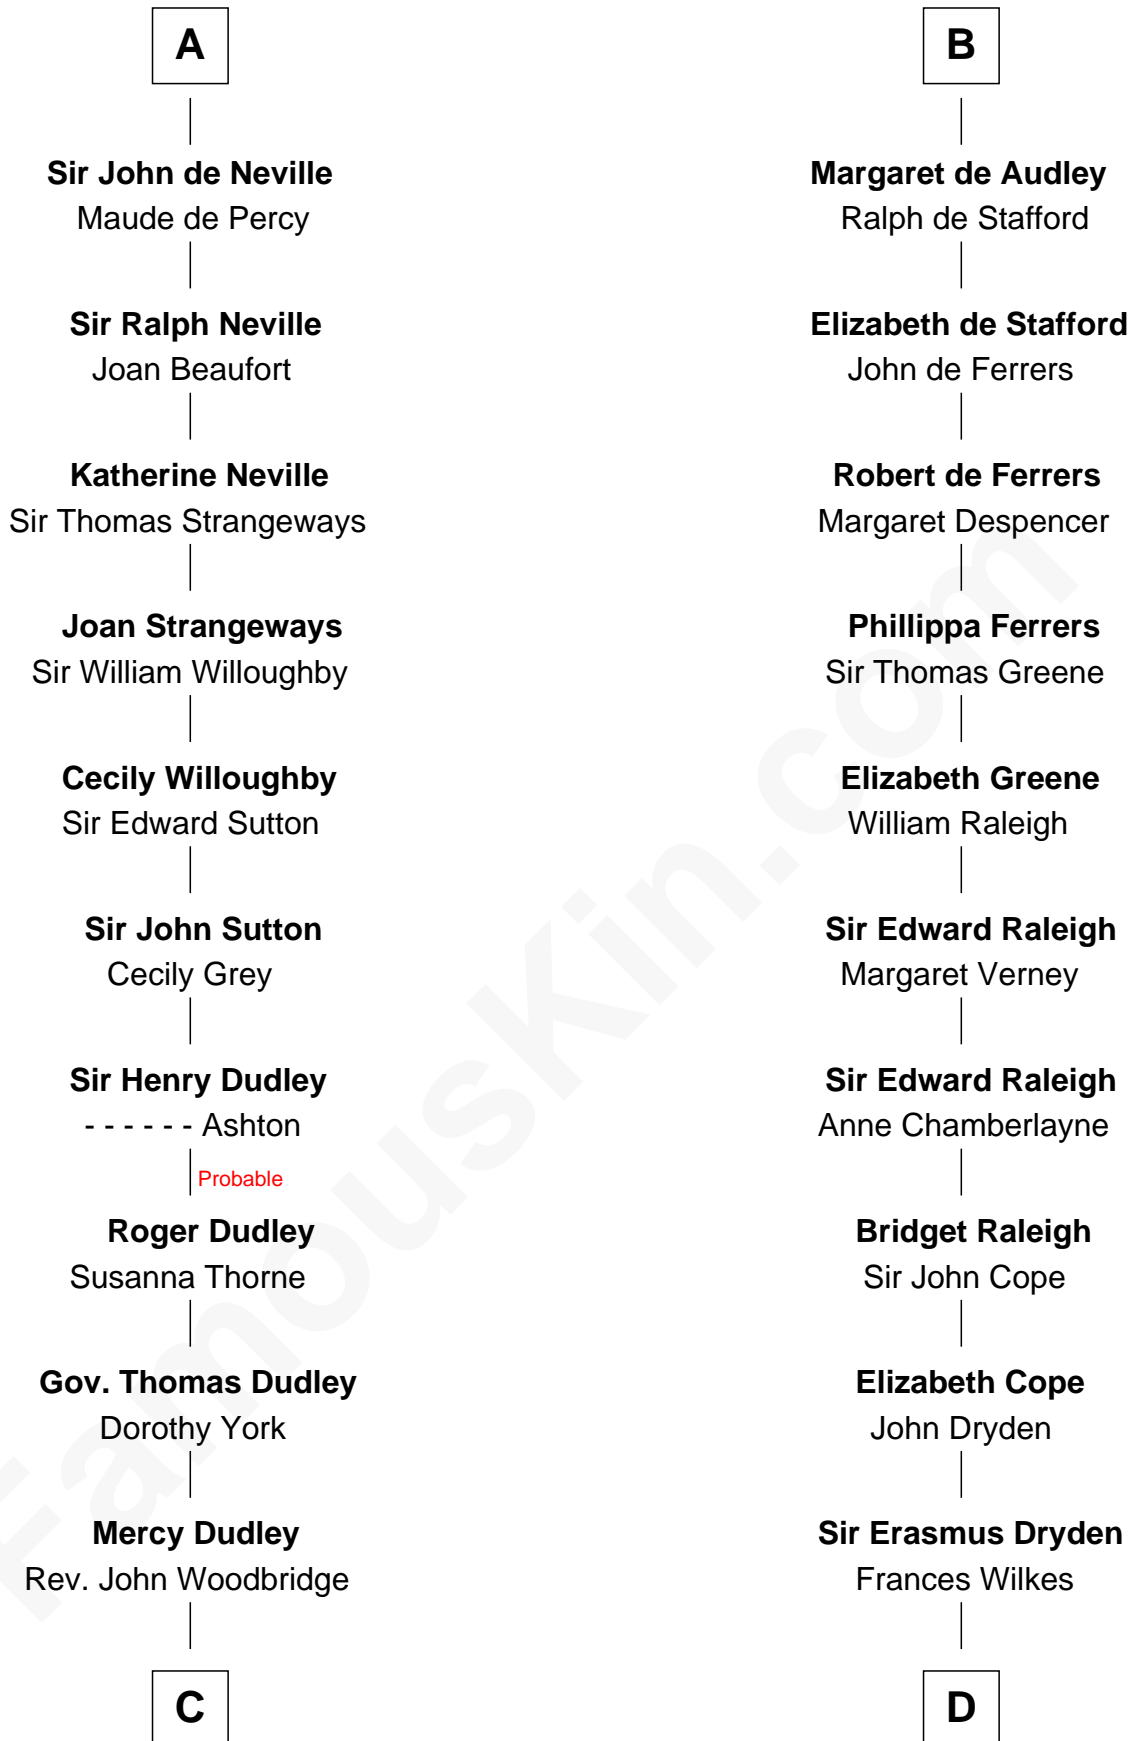 A
Sir John de Neville
Maude de Percy
Sir Ralph Neville
Joan Beaufort
Katherine Neville
Sir Thomas Strangeways
Joan Strangeways
Sir William Willoughby
Cecily Willoughby
Sir Edward Sutton
Sir John Sutton
Cecily Grey
Sir Henry Dudley
- - - - - - Ashton
Probable
Roger Dudley
Susanna Thorne
Gov. Thomas Dudley
Dorothy York
Mercy Dudley
Rev. John Woodbridge
C
B
Margaret de Audley
Ralph de Stafford
Elizabeth de Stafford
John de Ferrers
Robert de Ferrers
Margaret Despencer
Phillippa Ferrers
Sir Thomas Greene
Elizabeth Greene
William Raleigh
Sir Edward Raleigh
Margaret Verney
Sir Edward Raleigh
Anne Chamberlayne
Bridget Raleigh
Sir John Cope
Elizabeth Cope
John Dryden
Sir Erasmus Dryden
Frances Wilkes
D
FamousKin.com